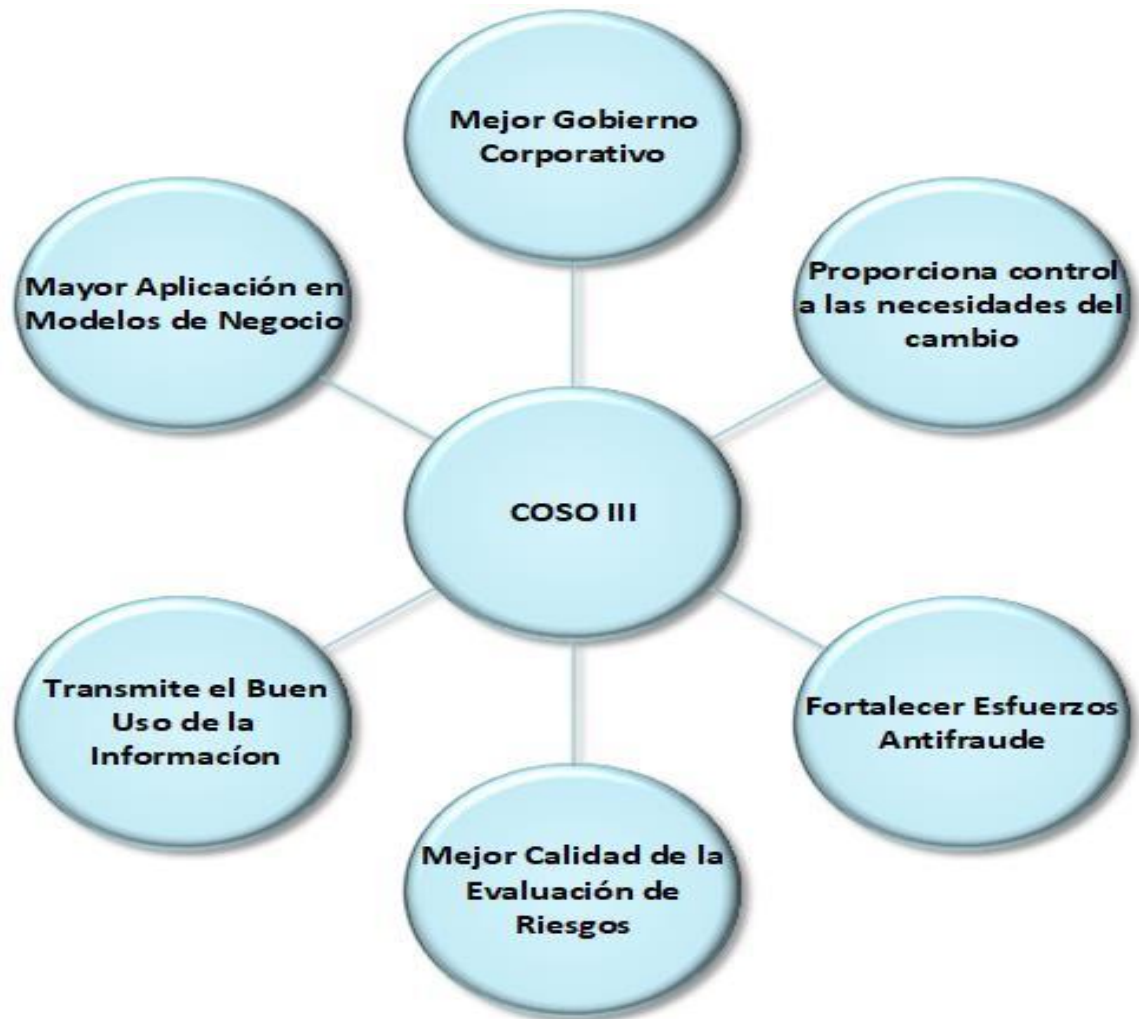 Mejor Gobierno
Corporativo
Mayor Aplicación en
Modelos de Negocio
Proporciona control
a las necesidades del
cambio
COSO III
Transmite el Buen
Uso de la
Informacíon
Fortalecer Esfuerzos
Antifraude
Mejor Calidad de la
Evaluación de
Riesgos